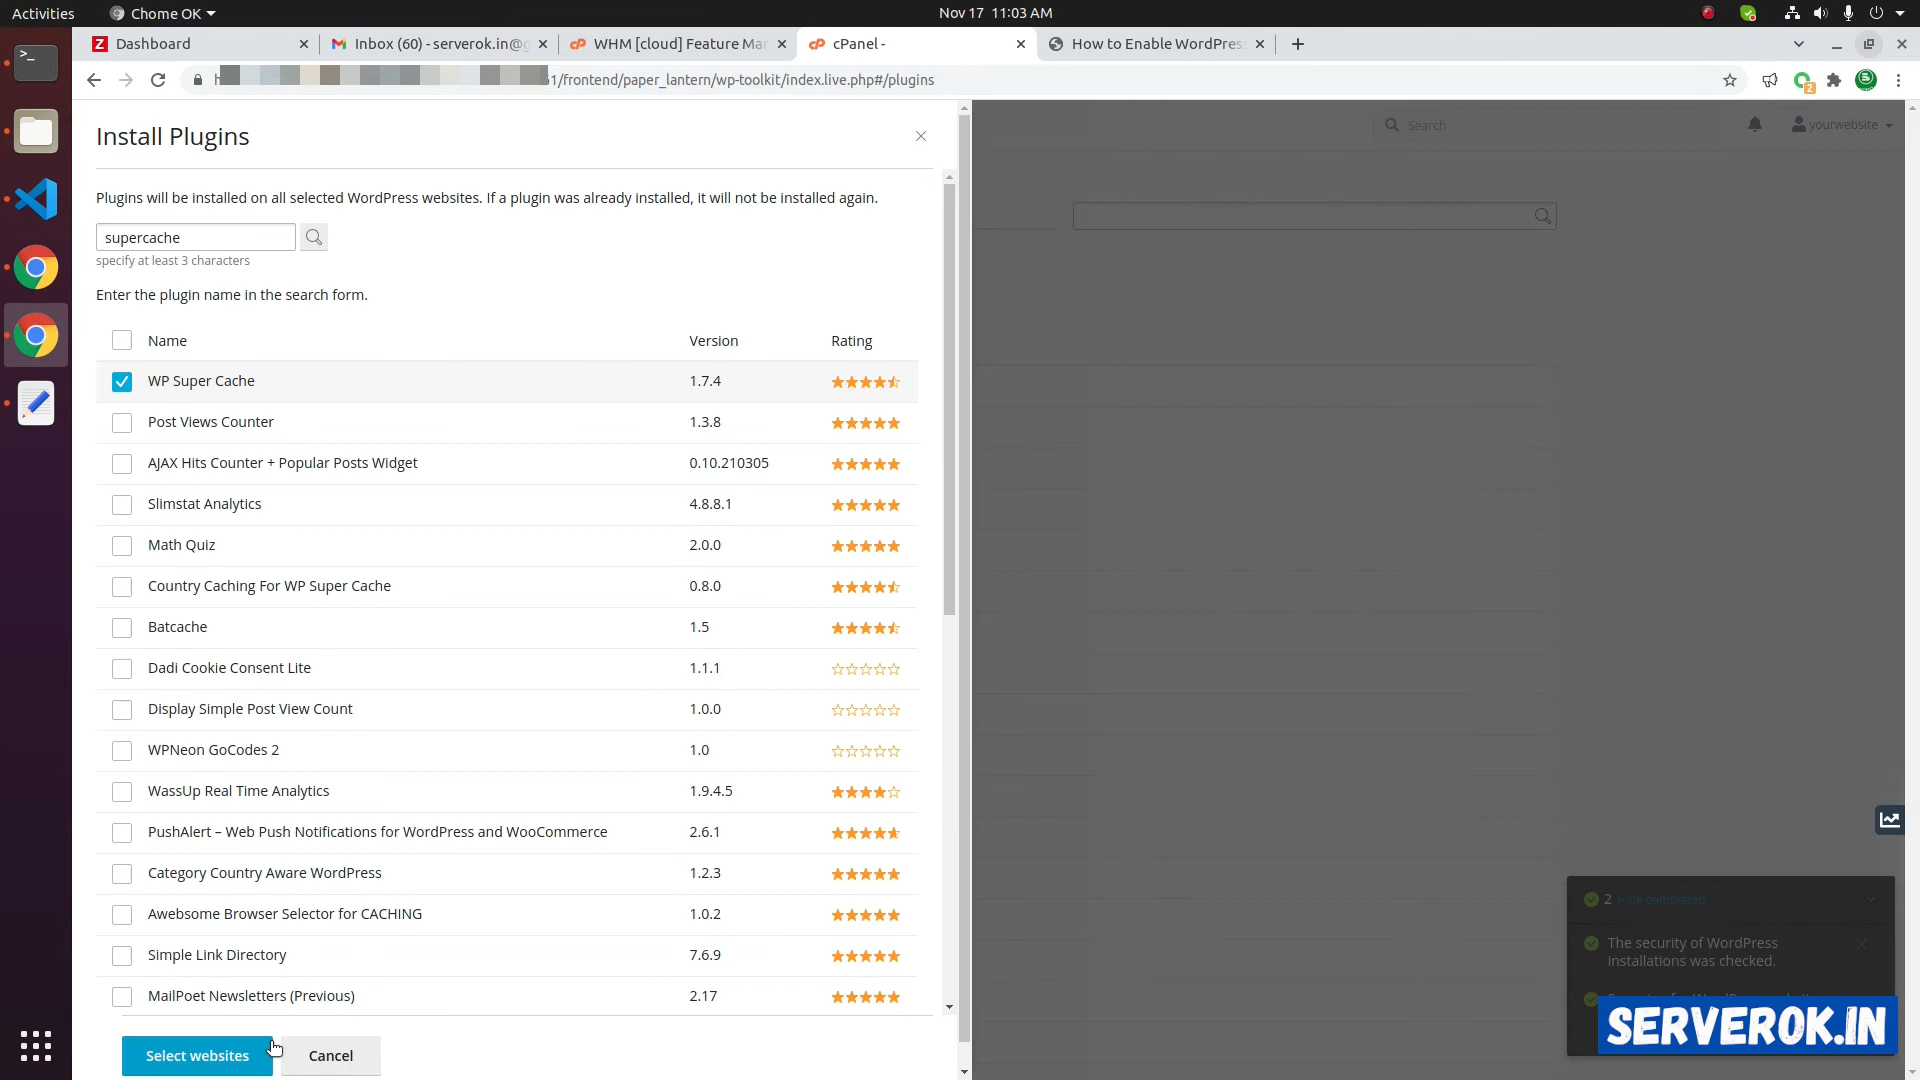 Activities
Chome OK
Nov 17 11:03 AM
Dashboard
Inbox (60) - serverok.in@g
WHM [cloud] Feature Mar
cPanel -
How to Enable WordPress
/frontend/paper_lantern/wp-toolkit/index.live.php#/plugins
2
Install Plugins
Search
yourwebsite
Plugins will be installed on all selected WordPress websites. If a plugin was already installed, it will not be installed again.
supercache
specify at least 3 characters
Enter the plugin name in the search form.
Name Version Rating
WP Super Cache 1.7.4
Post Views Counter 1.3.8
AJAX Hits Counter + Popular Posts Widget 0.10.210305
Slimstat Analytics 4.8.8.1
Math Quiz 2.0.0
Country Caching For WP Super Cache 0.8.0
Batcache 1.5
Dadi Cookie Consent Lite 1.1.1
Display Simple Post View Count 1.0.0
WPNeon GoCodes 2 1.0
WassUp Real Time Analytics 1.9.4.5
PushAlert – Web Push Notifications for WordPress and WooCommerce 2.6.1
Category Country Aware WordPress 1.2.3
Awebsome Browser Selector for CACHING 1.0.2
Simple Link Directory 7.6.9
MailPoet Newsletters (Previous) 2.17
Select websites
Cancel
2 Hide completed
The security of WordPress
installations was checked.
SERVEROK.IN